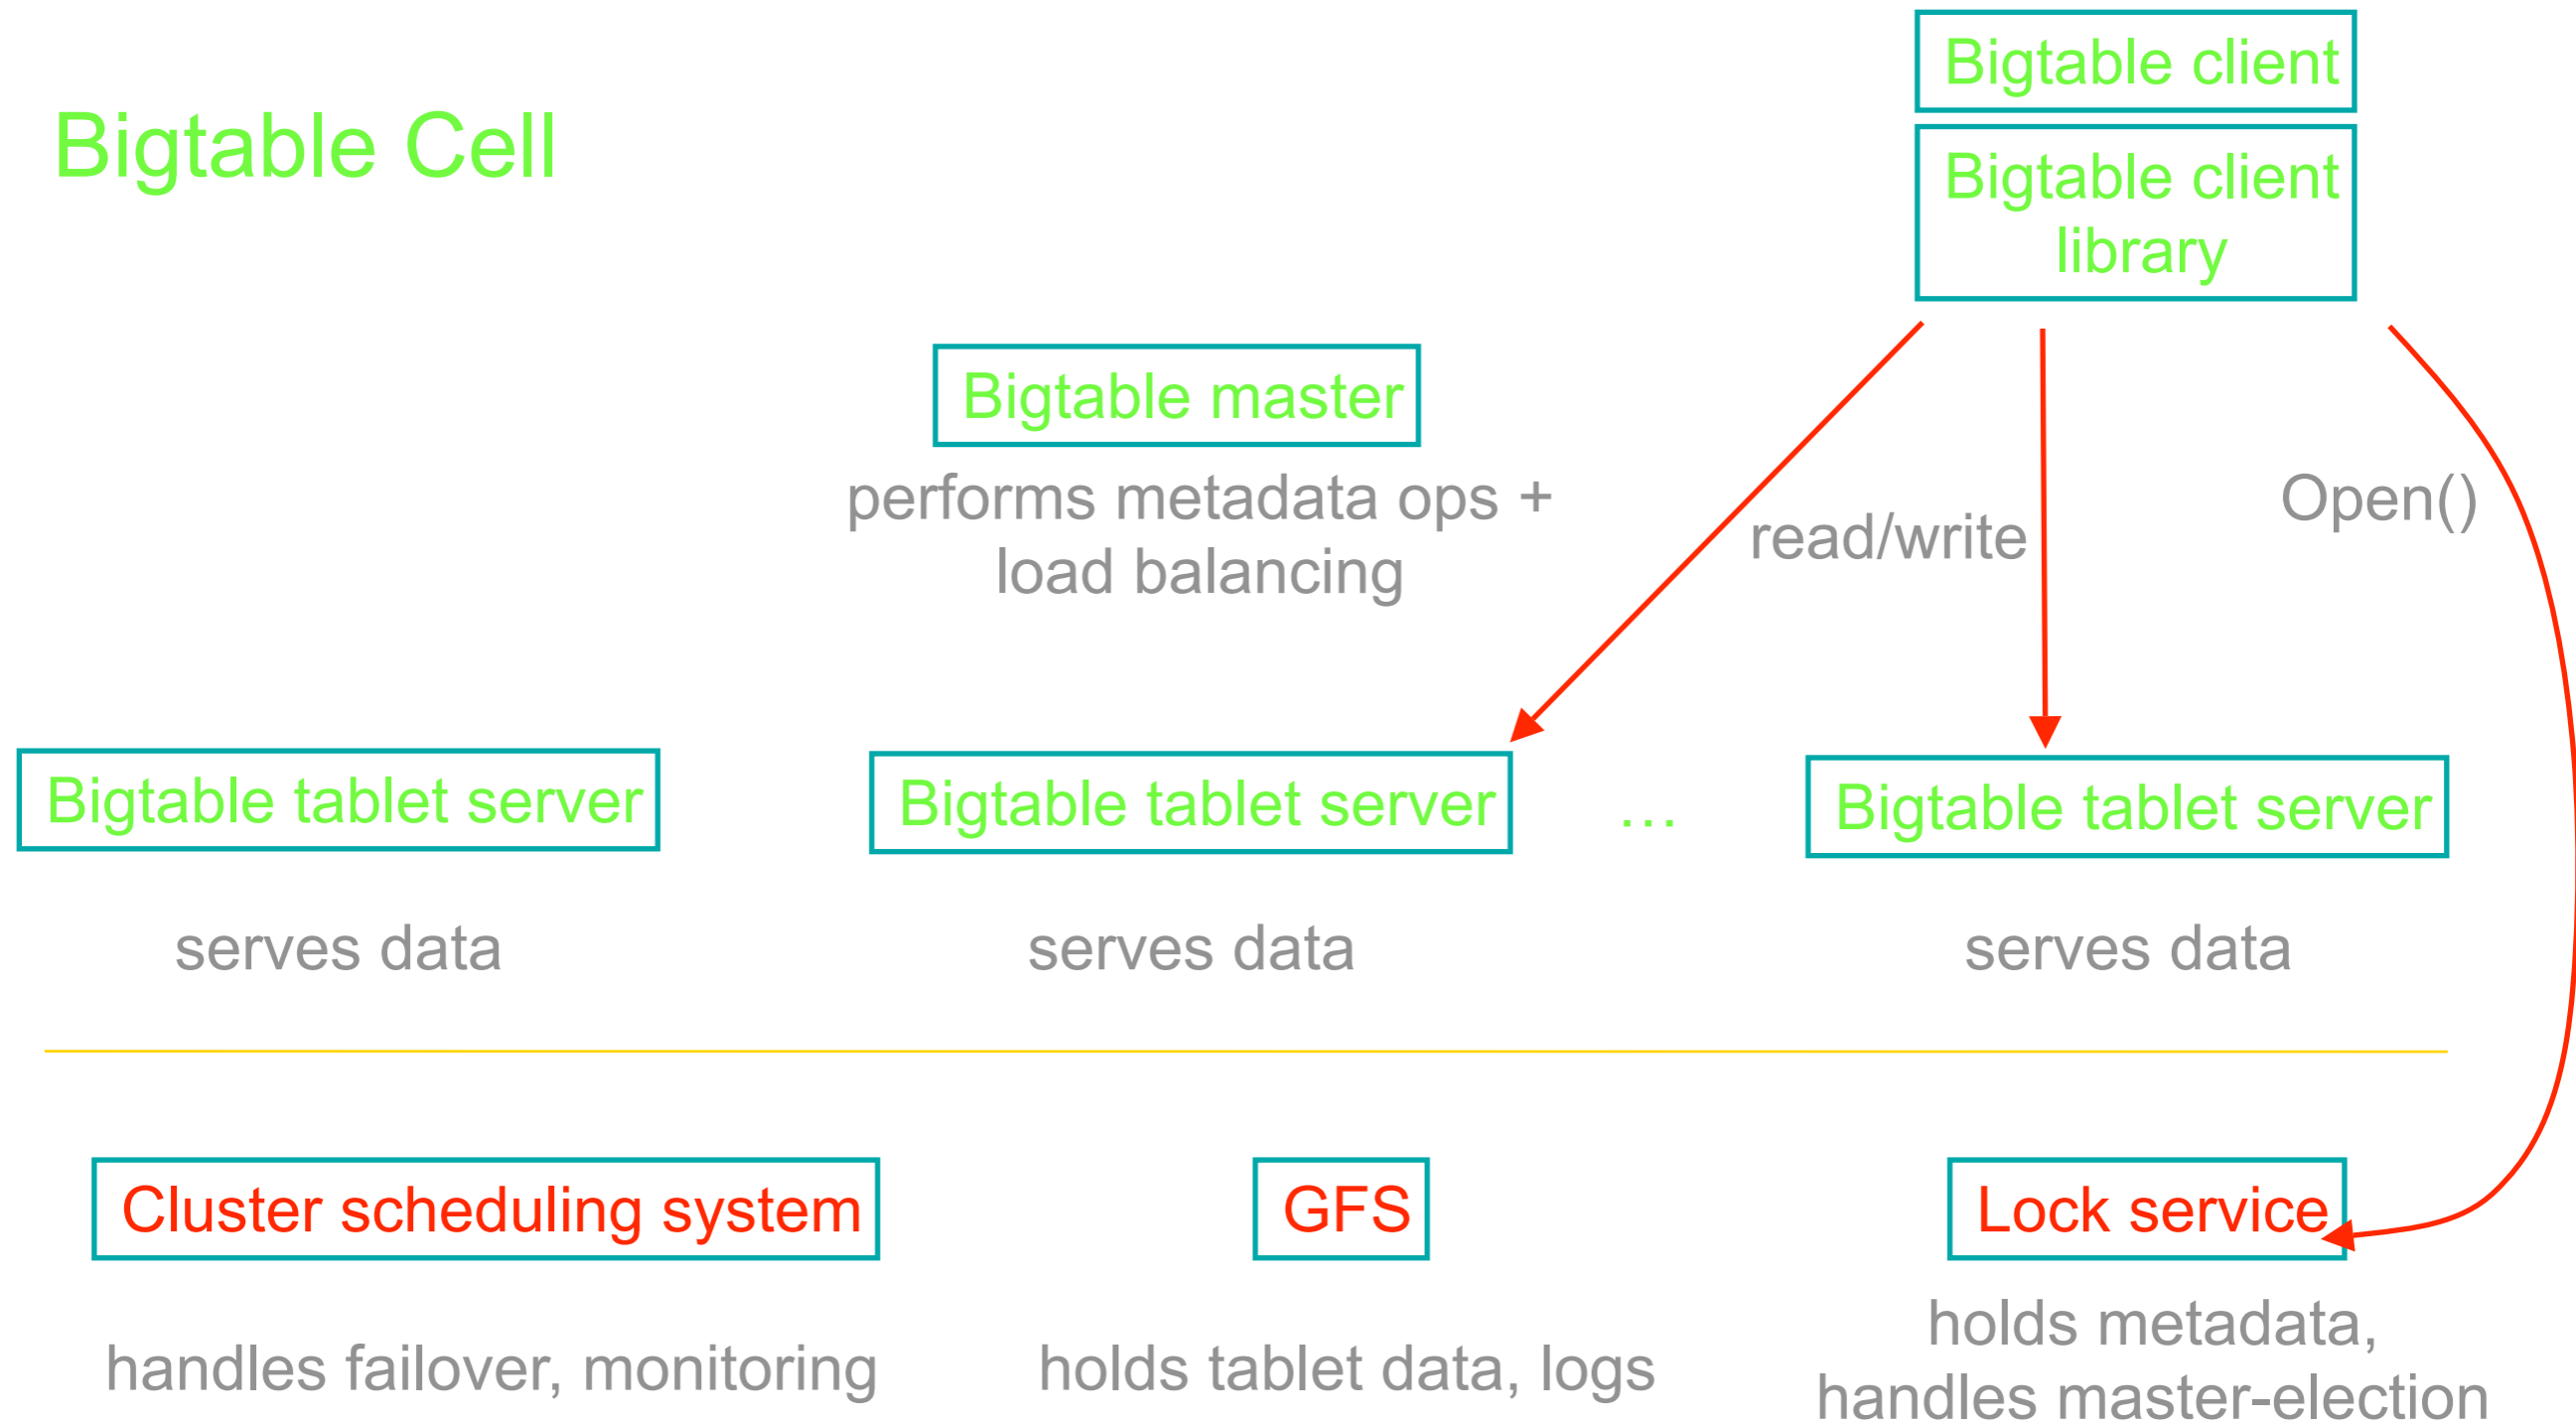 Bigtable Cell
Bigtable client
Bigtable client
library
Bigtable master
performs metadata ops +
load balancing
read/write
Open()
Bigtable tablet server
Bigtable tablet server
...
Bigtable tablet server
serves data
serves data
serves data
Cluster scheduling system
GFS
Lock service
handles failover, monitoring
holds tablet data, logs
holds metadata,
handles master-election